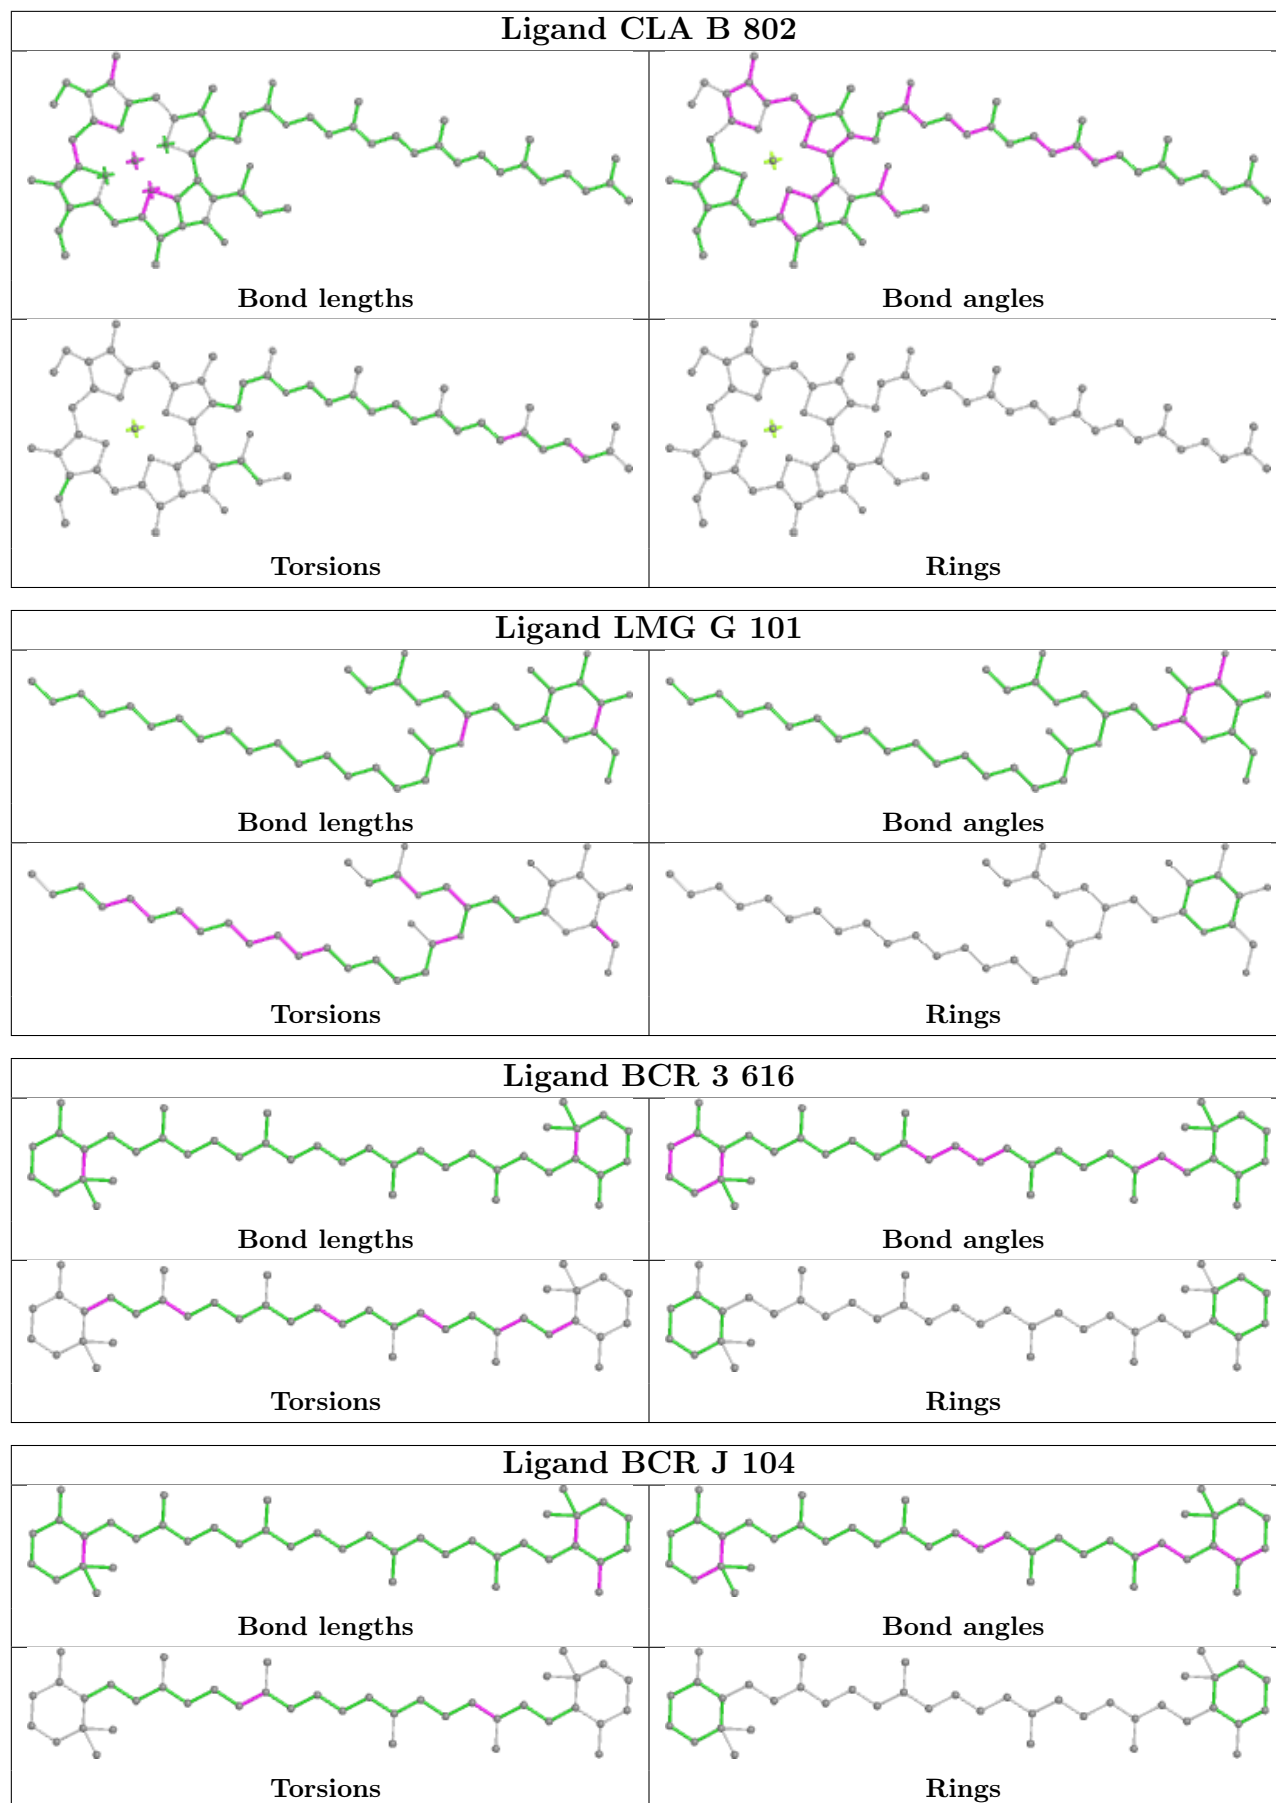 Ligand CLA B 802
Bond lengths
Bond angles
Torsions
Rings
Ligand LMG G 101
Bond lengths
Bond angles
Torsions
Rings
Ligand BCR 3 616
Bond lengths
Bond angles
Torsions
Rings
Ligand BCR J 104
Bond lengths
Bond angles
Torsions
Rings